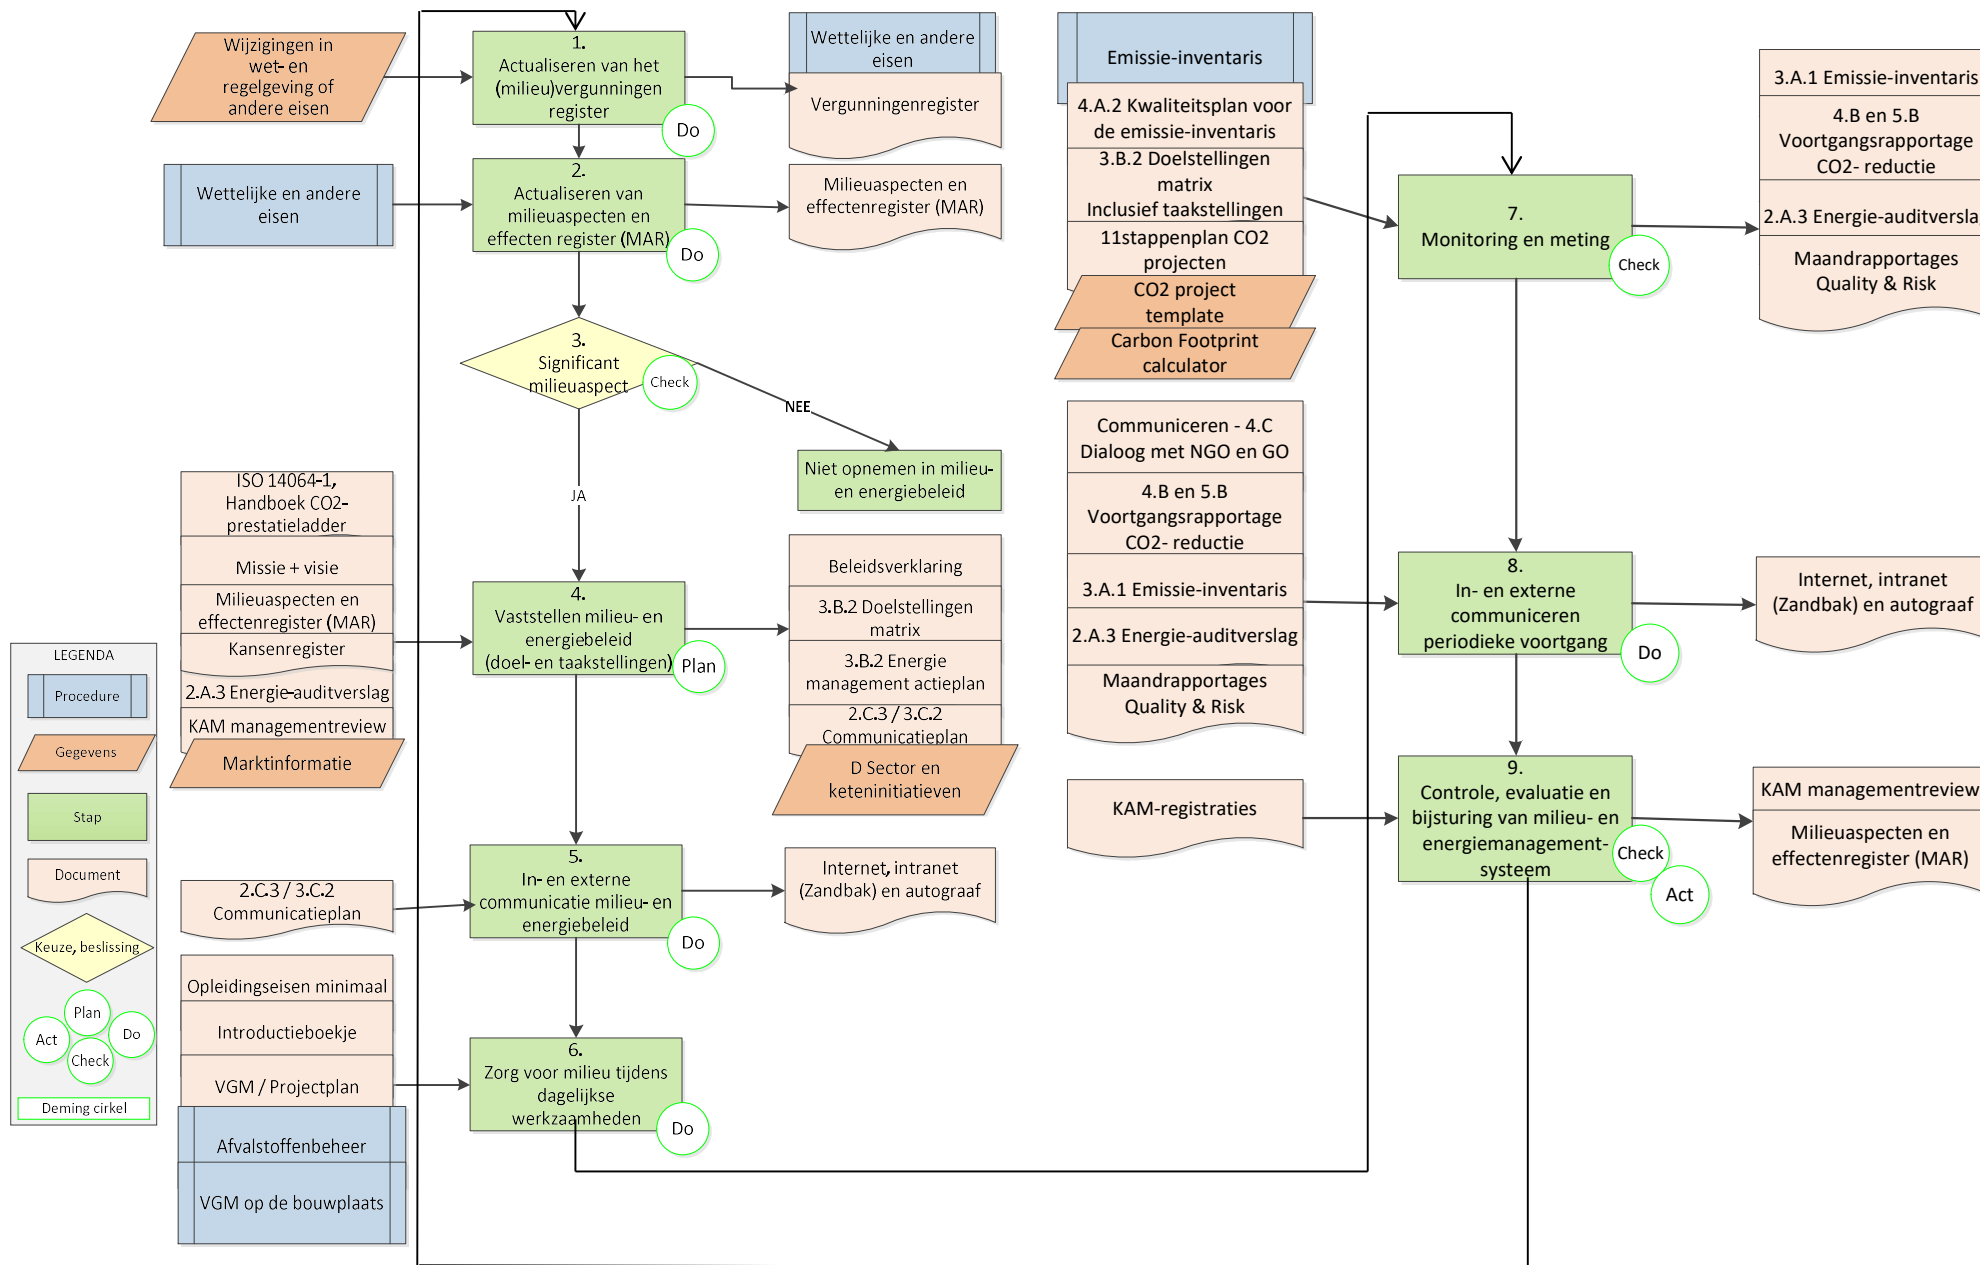 Wijzigingen in
wet- en
regelgeving of
andere eisen
1.
Actualiseren van het
(milieu)vergunningen
register
Do
Wettelijke en andere
eisen
Vergunningenregister
Wettelijke en andere
eisen
2.
Actualiseren van
milieuaspecten en
effecten register (MAR)
Do
Milieuaspecten en
effectenregister (MAR)
3.
Significant
milieuaspect
Check
NEE
JA
Niet opnemen in milieu-
en energiebeleid
ISO 14064-1,
Handboek CO2-
prestatieladder
Missie + visie
Milieuaspecten en
effectenregister (MAR)
Kansenregister
2.A.3 Energie-auditverslag
KAM managementreview
Marktinformatie
4.
Vaststellen milieu- en
energiebeleid
(doel- en taakstellingen)
Plan
Beleidsverklaring
3.B.2 Doelstellingen
matrix
3.B.2 Energie
management actieplan
2.C.3 / 3.C.2
Communicatieplan
D Sector en
keteninitiatieven
2.C.3 / 3.C.2
Communicatieplan
5.
In- en externe
communicatie milieu- en
energiebeleid
Do
Internet, intranet
(Zandbak) en autograaf
Opleidingseisen minimaal
Introductieboekje
VGM / Projectplan
Afvalstoffenbeheer
VGM op de bouwplaats
6.
Zorg voor milieu tijdens
dagelijkse
werkzaamheden
Do
LEGENDA
Procedure
Gegevens
Stap
Document
Keuze, beslissing
Plan
Act
Do
Check
Deming cirkel
Emissie-inventaris
4.A.2 Kwaliteitsplan voor
de emissie-inventaris
3.B.2 Doelstellingen
matrix
Inclusief taakstellingen
11stappenplan CO2
projecten
CO2 project
template
Carbon Footprint
calculator
7.
Monitoring en meting
Check
3.A.1 Emissie-inventaris
4.B en 5.B
Voortgangsrapportage
CO2- reductie
2.A.3 Energie-auditversla
Maandrapportages
Quality & Risk
Communiceren - 4.C
Dialoog met NGO en GO
4.B en 5.B
Voortgangsrapportage
CO2- reductie
3.A.1 Emissie-inventaris
2.A.3 Energie-auditverslag
Maandrapportages
Quality & Risk
8.
In- en externe
communiceren
periodieke voortgang
Do
Internet, intranet
(Zandbak) en autograaf
KAM-registraties
9.
Controle, evaluatie en
bijsturing van milieu- en
energiemanagement-
systeem
Check
Act
KAM managementreview
Milieuaspecten en
effectenregister (MAR)